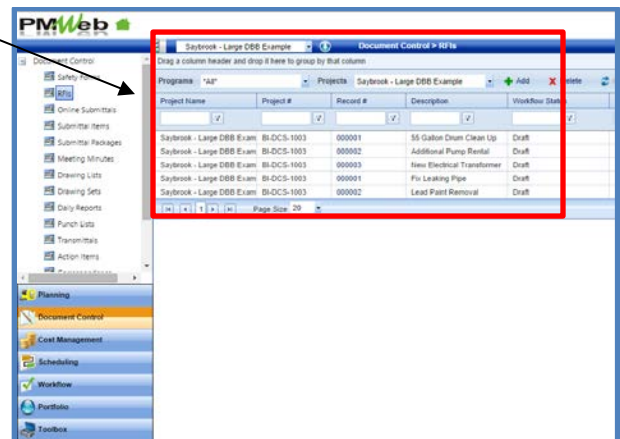 PMWeb
Saybrook - Large DBB Example Document Control > RFIs
Document Control
Drag a column header and drop it here to group by that column
Safety Forms
Programs *All* Projects Saybrook - Large DBB Example Add X Delete
RFIs
Online Submittals
Project Name Project # Record # Description Workflow Status
Submittal Items
Submittal Packages
Saybrook - Large DBB Exam BI-DCS-1003 000001 55 Gallon Drum Clean Up Draft
Meeting Minutes
Saybrook - Large DBB Exam BI-DCS-1003 000002 Additional Pump Rental Draft
Drawing Lists
Saybrook - Large DBB Exam BI-DCS-1003 000003 New Electrical Transformer Draft
Saybrook - Large DBB Exam BI-DCS-1003 000001 Fix Leaking Pipe Draft
Drawing Sets
Saybrook - Large DBB Exam BI-DCS-1003 000002 Lead Paint Removal Draft
Daily Reports
1 Page Size: 20
Punch Lists
Transmittals
Action Items
Planning
Document Control
Cost Management
Scheduling
Workflow
Portfolio
Toolbox